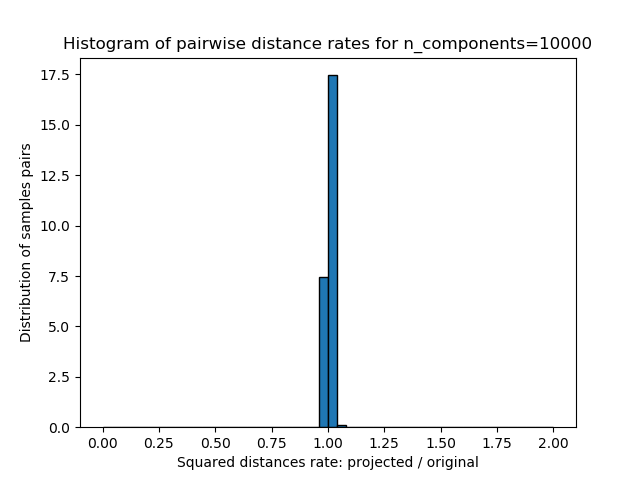 Histogram of pairwise distance rates for n_components=10000
17.5
15.0
12.5
10.0
7.5
5.0
2.5
0.0
Distribution of samples pairs
0.00 0.25 0.50 0.75 1.00 1.25 1.50 1.75 2.00
Squared distances rate: projected / original